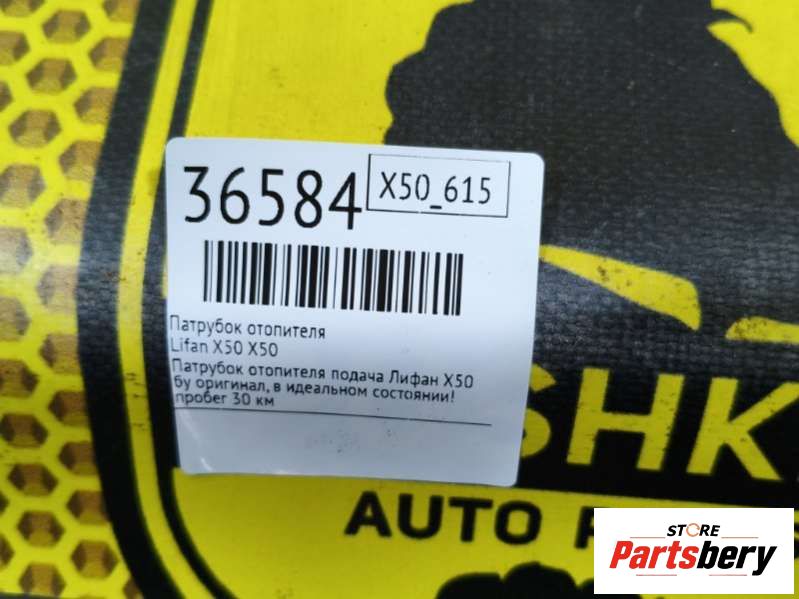 36584
X50_615
Патрубок отопителя
Lifan X50 X50
Патрубок отопителя подача Лифан X50
бу оригинал, в идеальном состоянии!
пробег 30 км
AUTO
STORE
Partsbery